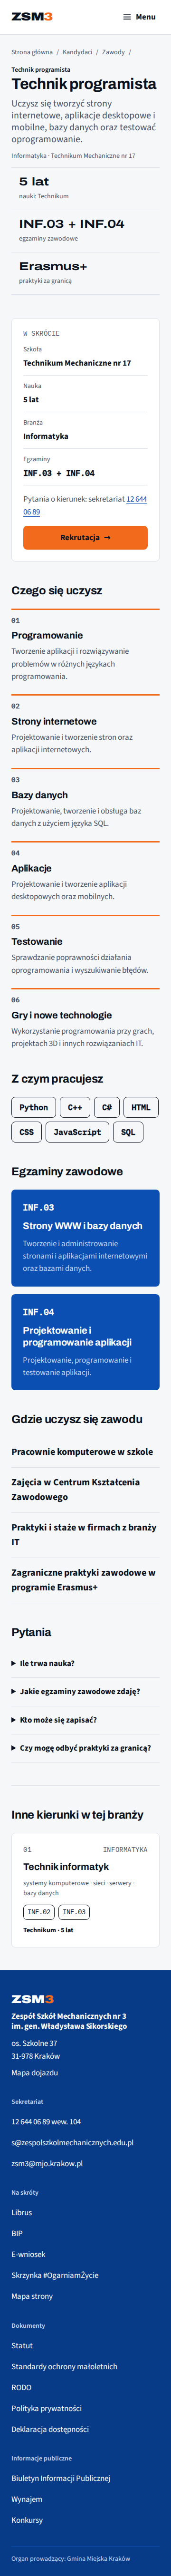 ZSM3
Menu
Strona główna / Kandydaci / Zawody /
Technik programista
Technik programista
Uczysz się tworzyć strony
internetowe, aplikacje desktopowe i
mobilne, bazy danych oraz testować
oprogramowanie.
Informatyka · Technikum Mechaniczne nr 17
5 lat
nauki: Technikum
INF.03 + INF.04
egzaminy zawodowe
Erasmus+
praktyki za granicą
W SKRÓCIE
Szkoła
Technikum Mechaniczne nr 17
Nauka
5 lat
Branża
Informatyka
Egzaminy
INF.03 + INF.04
Pytania o kierunek: sekretariat 12 644
06 89
Rekrutacja →
Czego się uczysz
01
Programowanie
Tworzenie aplikacji i rozwiązywanie
problemów w różnych językach
programowania.
02
Strony internetowe
Projektowanie i tworzenie stron oraz
aplikacji internetowych.
03
Bazy danych
Projektowanie, tworzenie i obsługa baz
danych z użyciem języka SQL.
04
Aplikacje
Projektowanie i tworzenie aplikacji
desktopowych oraz mobilnych.
05
Testowanie
Sprawdzanie poprawności działania
oprogramowania i wyszukiwanie błędów.
06
Gry i nowe technologie
Wykorzystanie programowania przy grach,
projektach 3D i innych rozwiązaniach IT.
Z czym pracujesz
Python C++ C# HTML
CSS JavaScript SQL
Egzaminy zawodowe
INF.03
Strony WWW i bazy danych
Tworzenie i administrowanie
stronami i aplikacjami internetowymi
oraz bazami danych.
INF.04
Projektowanie i
programowanie aplikacji
Projektowanie, programowanie i
testowanie aplikacji.
Gdzie uczysz się zawodu
Pracownie komputerowe w szkole
Zajęcia w Centrum Kształcenia
Zawodowego
Praktyki i staże w firmach z branży
IT
Zagraniczne praktyki zawodowe w
programie Erasmus+
Pytania
Ile trwa nauka?
Jakie egzaminy zawodowe zdaję?
Kto może się zapisać?
Czy mogę odbyć praktyki za granicą?
Inne kierunki w tej branży
01 INFORMATYKA
Technik informatyk
systemy komputerowe · sieci · serwery ·
bazy danych
INF.02 INF.03
Technikum · 5 lat
ZSM3
Zespół Szkół Mechanicznych nr 3
im. gen. Władysława Sikorskiego
os. Szkolne 37
31-978 Kraków
Mapa dojazdu
Sekretariat
12 644 06 89 wew. 104
s@zespolszkolmechanicznych.edu.pl
zsm3@mjo.krakow.pl
Na skróty
Librus
BIP
E-wniosek
Skrzynka #OgarniamŻycie
Mapa strony
Dokumenty
Statut
Standardy ochrony małoletnich
RODO
Polityka prywatności
Deklaracja dostępności
Informacje publiczne
Biuletyn Informacji Publicznej
Wynajem
Konkursy
Organ prowadzący: Gmina Miejska Kraków